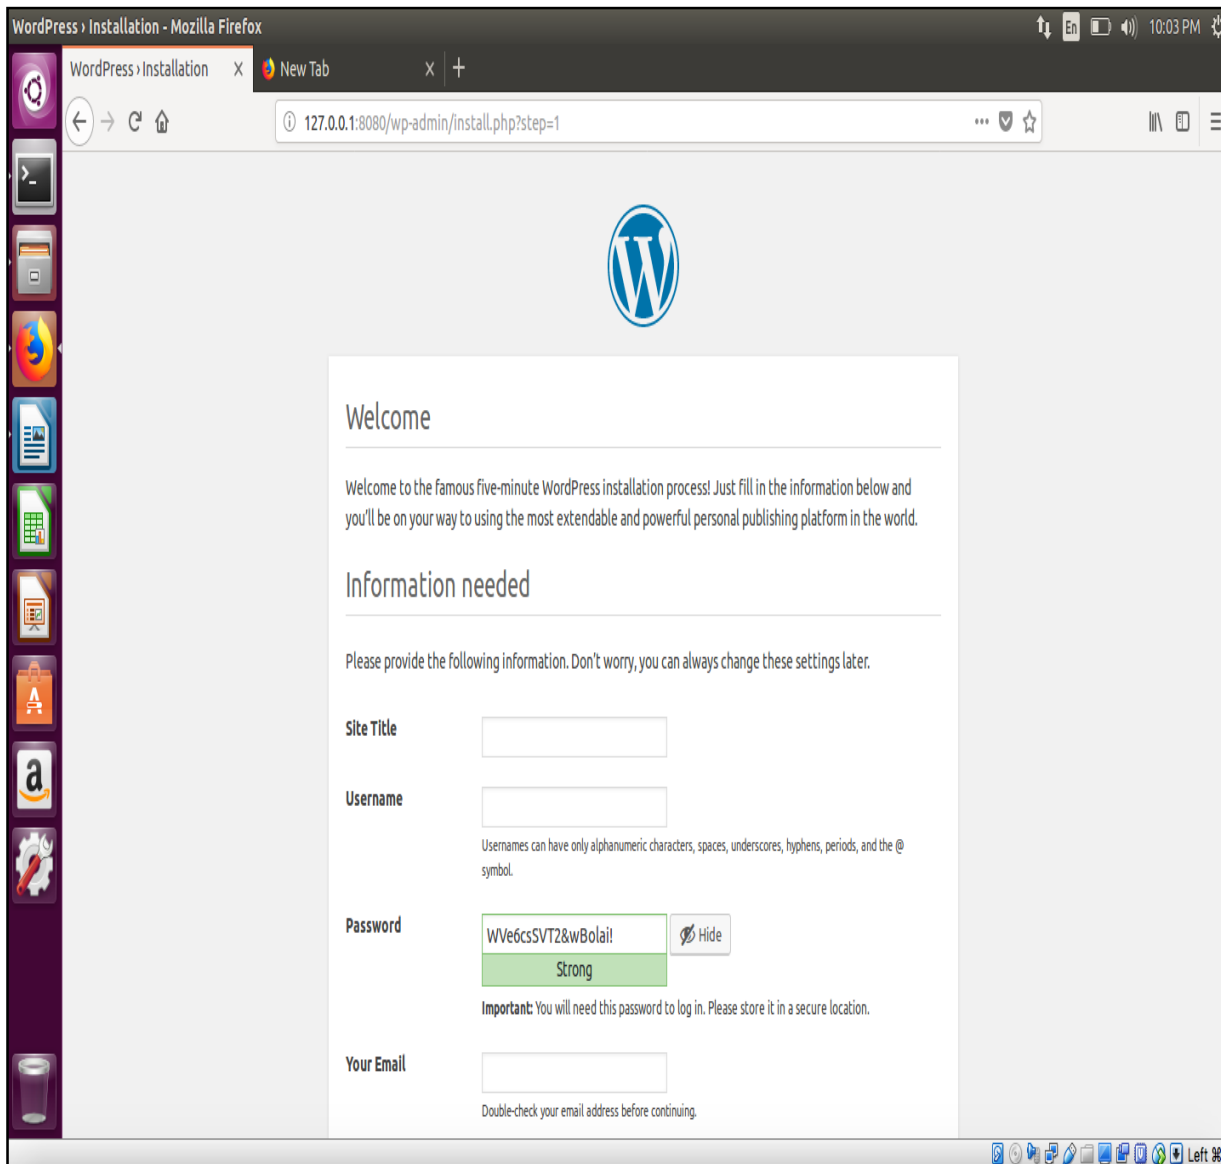 WordPress › Installation - Mozilla Firefox
En
10:03 PM
WordPress › Installation
New Tab
127.0.0.1:8080/wp-admin/install.php?step=1
Welcome
Welcome to the famous five-minute WordPress installation process! Just fill in the information below and
you'll be on your way to using the most extendable and powerful personal publishing platform in the world.
Information needed
Please provide the following information. Don't worry, you can always change these settings later.
Site Title
Username
Usernames can have only alphanumeric characters, spaces, underscores, hyphens, periods, and the @
symbol.
Password
WVe6csSVT2&wBolai!
Hide
Strong
Important: You will need this password to log in. Please store it in a secure location.
Your Email
Double-check your email address before continuing.
Left ⌘